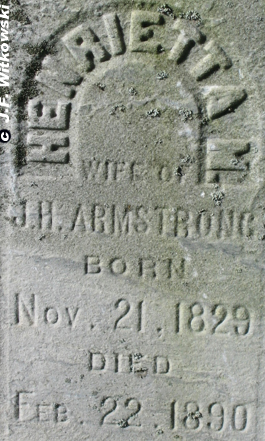 © J.F. Witkowski
HENRIETTA M
WIFE OF
J.H. ARMSTRONG
BORN
Nov. 21, 1829
DIED
Feb. 22, 1890